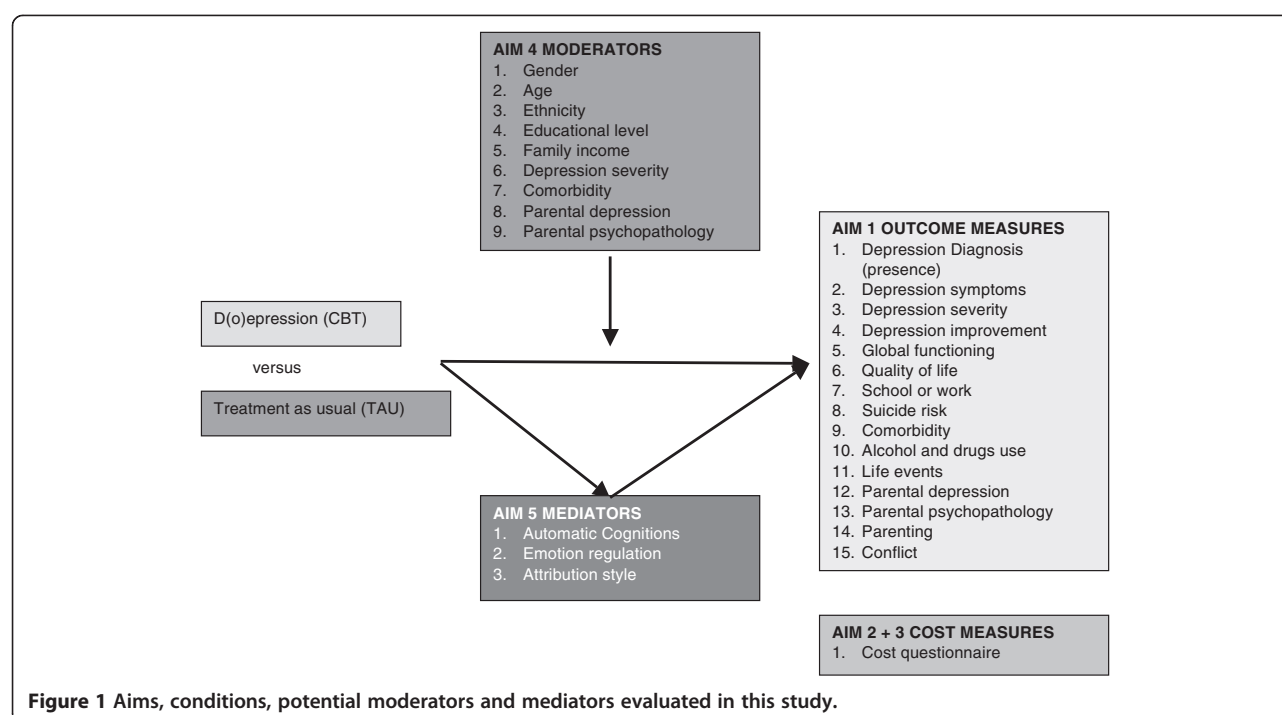 AIM 4 MODERATORS
1. Gender
2. Age
3. Ethnicity
4. Educational level
5. Family income
6. Depression severity
7. Comorbidity
8. Parental depression
9. Parental psychopathology
D(o)epression (CBT)
versus
Treatment as usual (TAU)
AIM 1 OUTCOME MEASURES
1. Depression Diagnosis
(presence)
2. Depression symptoms
3. Depression severity
4. Depression improvement
5. Global functioning
6. Quality of life
7. School or work
8. Suicide risk
9. Comorbidity
10. Alcohol and drugs use
11. Life events
12. Parental depression
13. Parental psychopathology
14. Parenting
15. Conflict
AIM 5 MEDIATORS
1. Automatic Cognitions
2. Emotion regulation
3. Attribution style
AIM 2 + 3 COST MEASURES
1. Cost questionnaire
Figure 1 Aims, conditions, potential moderators and mediators evaluated in this study.